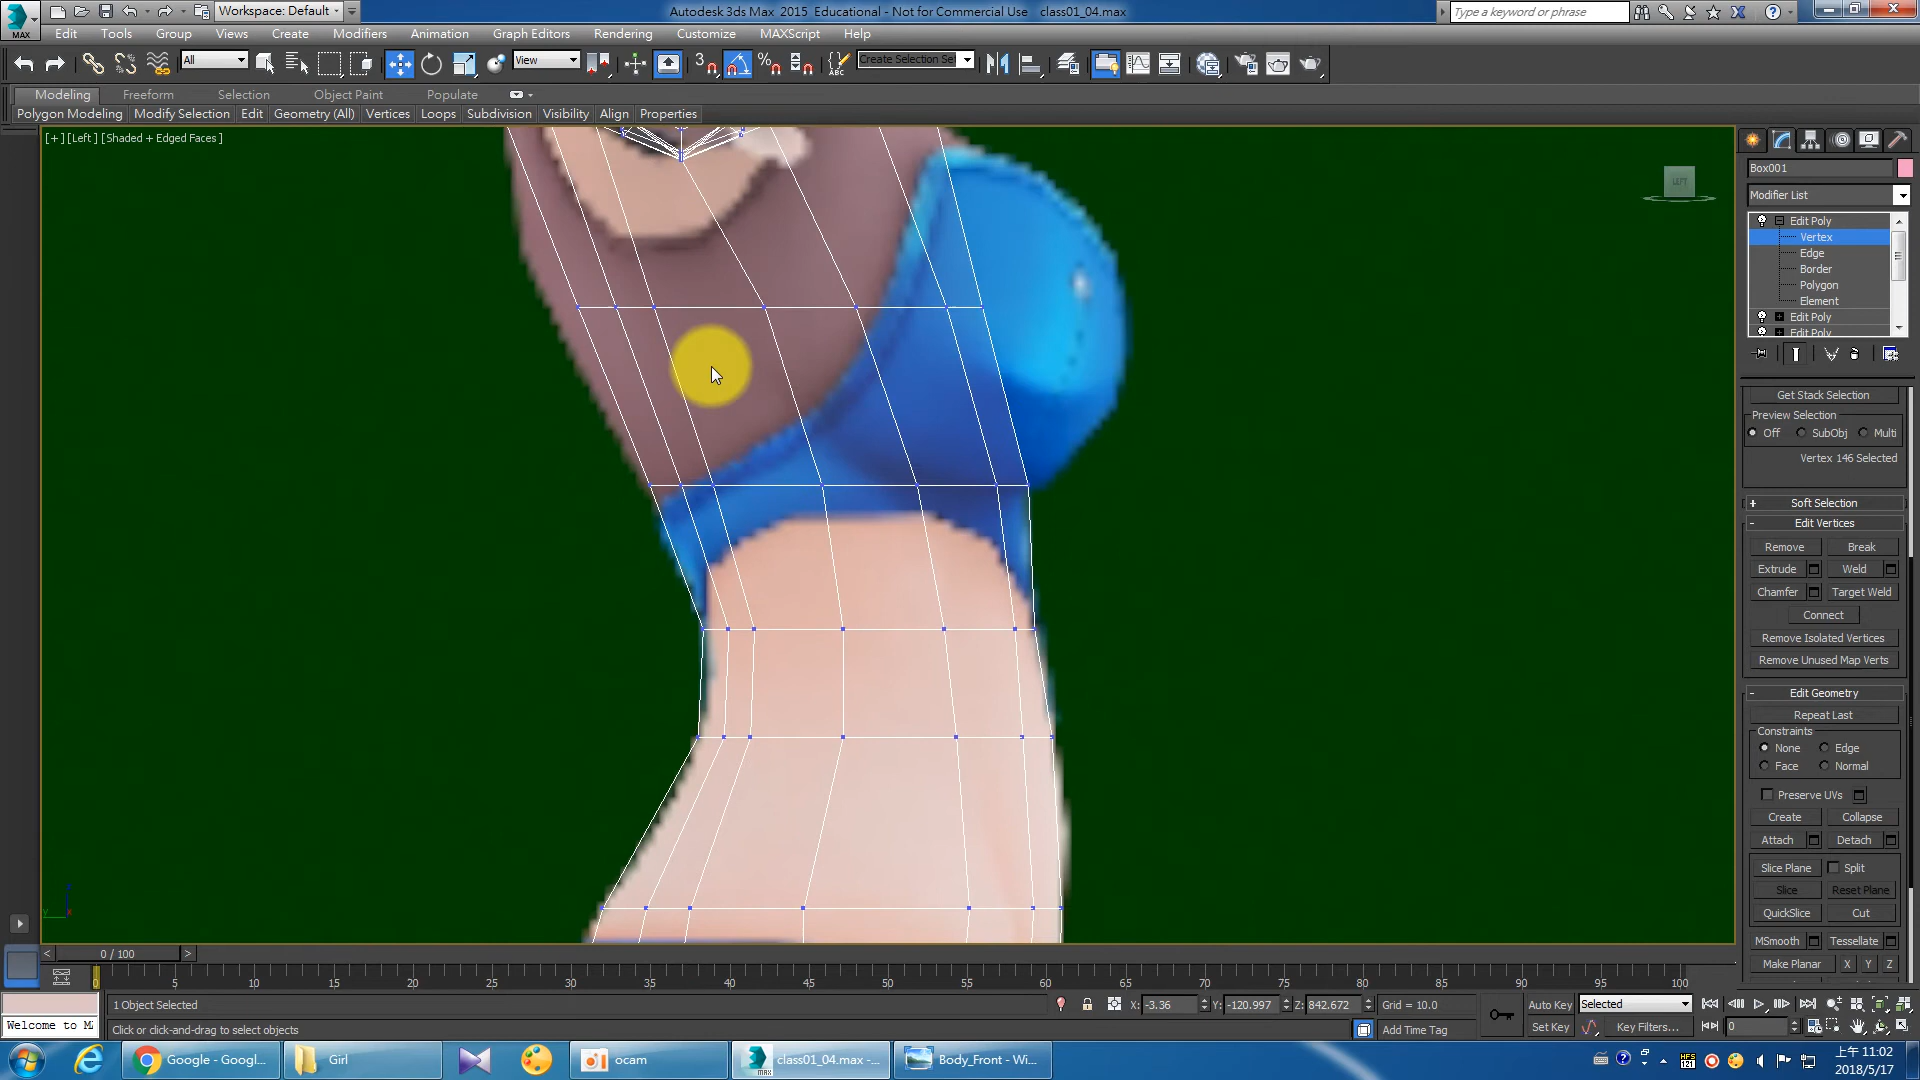 Workspace: Default
Autodesk 3ds Max 2015 Educational - Not for Commercial Use class01_04.max
Type a keyword or phrase
MAX
Edit Tools Group Views Create Modifiers Animation Graph Editors Rendering Customize MAXScript Help
All
View
3
ABC
Create Selection Se
Modeling Freeform Selection Object Paint Populate
Polygon Modeling Modify Selection Edit Geometry (All) Vertices Loops Subdivision Visibility Align Properties
[+][Left][Shaded + Edged Faces]
LEFT
Box001
Modifier List
Edit Poly
Vertex
Edge
Border
Polygon
Element
Edit Poly
Edit Poly
Get Stack Selection
Preview Selection
Off SubObj Multi
Vertex 146 Selected
+ Soft Selection
- Edit Vertices
Remove Break
Extrude Weld
Chamfer Target Weld
Connect
Remove Isolated Vertices
Remove Unused Map Verts
- Edit Geometry
Repeat Last
Constraints
None Edge
Face Normal
Preserve UVs
Create Collapse
Attach Detach
Slice Plane Split
Slice Reset Plane
QuickSlice Cut
MSmooth Tessellate
Make Planar X Y Z
< 0 / 100 >
0 5 10 15 20 25 30 35 40 45 50 55 60 65 70 75 80 85 90 95 100
1 Object Selected
X: -3.36 Y: -120.997 Z: 842.672 Grid = 10.0
Auto Key Selected
Welcome to M
Click or click-and-drag to select objects
Add Time Tag
Set Key Key Filters... 0
Google - Googl...
Girl
ocam
class01_04.max -...
Body_Front - Wi...
上午 11:02
2018/5/17